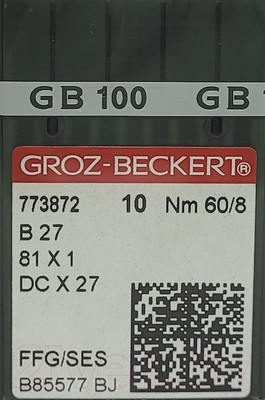 GB 100 GB 1
GROZ-BECKERT®
773872 10 Nm 60/8
B 27
81 X 1
DC X 27
FFG/SES
B85577 BJ